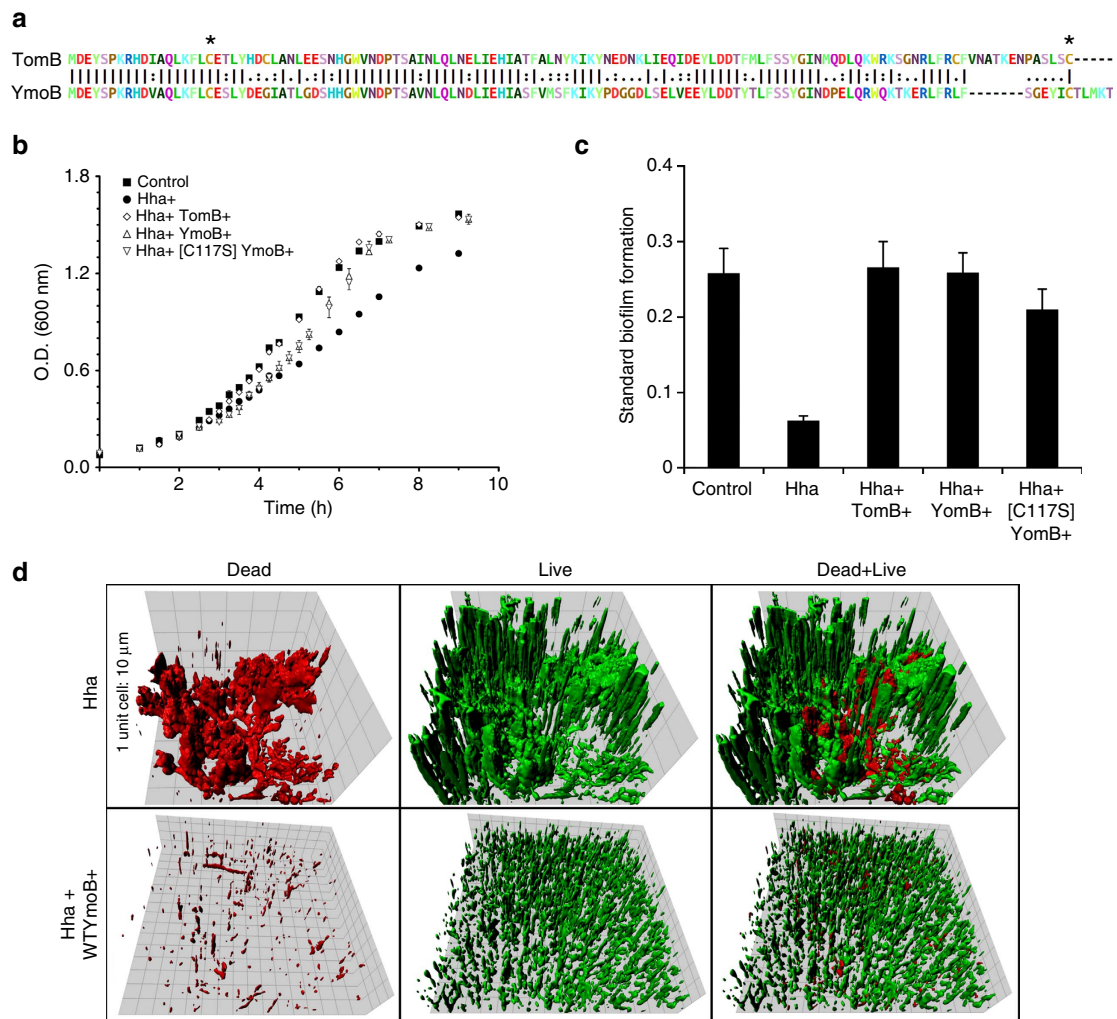 a
* *
TomB MDEYSPKRHDIAQLKFLCETLYHDCLANLEESNHGWVNDPTSAINLQLNELIEHIATFALNYKIKYNEDNKLIEQIDEYLDDTFMLFSSYGINMQDLQKWRKSGNRLFRCFVNATKENPASLSC------
YmoB MDEYSPKRHDVAQLKFLCESLYDEGIATLGDSHHGWVNDPTSAVNLQLNDLIEHIASFVMSFKIKYPDGGDLSELVEEYLDDTYTLFSSYGINDPELQRWQKTKERLFRLF-------SGEYICTLMKT
b
Control
Hha+
Hha+ TomB+
Hha+ YmoB+
Hha+ [C117S] YmoB+
1.8
1.2
0.6
0.0
O.D. (600 nm)
2 4 6 8 10
Time (h)
c
0.4
0.3
0.2
0.1
0
Standard biofilm formation
Control Hha Hha+ Hha+ Hha+
TomB+ YomB+ [C117S]
YomB+
d
Dead Live Dead+Live
Hha
1 unit cell: 10 μm
Hha +
WTYmoB+